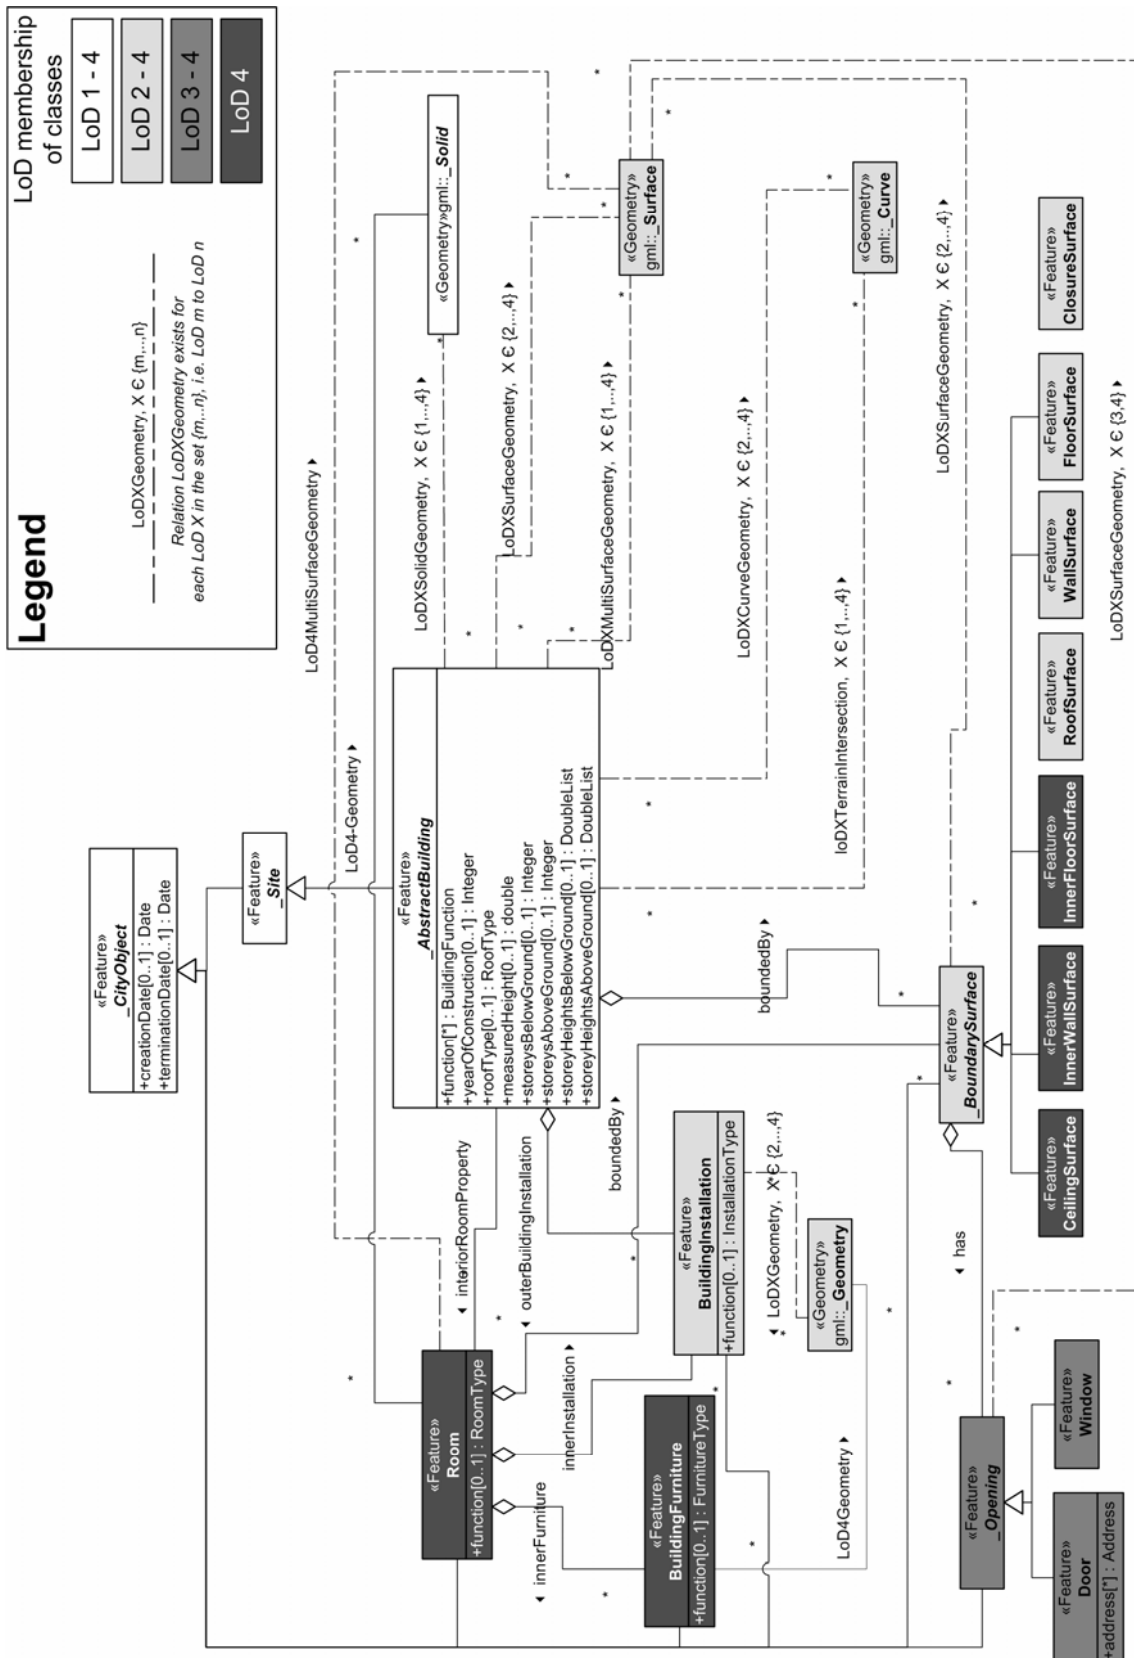 Legend
LoDXGeometry, X Є {m,..,n}
Relation LoDXGeometry exists for
each LoD X in the set {m,..n}, i.e. LoD m to LoD n
LoD membership
of classes
LoD 1 - 4
LoD 2 - 4
LoD 3 - 4
LoD 4
«Feature»
_CityObject
+creationDate[0..1] : Date
+terminationDate[0..1] : Date
«Feature»
_Site
LoD4-Geometry ▶
LoD4MultiSurfaceGeometry ▶
«Feature»
_AbstractBuilding
+function[*] : BuildingFunction
+yearOfConstruction[0..1] : Integer
+roofType[0..1] : RoofType
+measuredHeight[0..1] : double
+storeysBelowGround[0..1] : Integer
+storeysAboveGround[0..1] : Integer
+storeyHeightsBelowGround[0..1] : DoubleList
+storeyHeightsAboveGround[0..1] : DoubleList
LoDXSolidGeometry, X Є {1,..,4} ▶
«Geometry»gml::_Solid
LoDXSurfaceGeometry, X Є {2,..,4} ▶
LoDXMultiSurfaceGeometry, X Є {1,..,4} ▶
«Geometry»
gml::_Surface
LoDXCurveGeometry, X Є {2,..,4} ▶
loDXTerrainIntersection, X Є {1,..,4} ▶
«Geometry»
gml::_Curve
«Feature»
Room
+function[0..1] : RoomType
◀ interiorRoomProperty
◀ outerBuildingInstallation
innerInstallation ▶
◀ innerFurniture
boundedBy ▶
boundedBy ▶
«Feature»
BuildingFurniture
+function[0..1] : FurnitureType
«Feature»
BuildingInstallation
+function[0..1] : InstallationType
◀ LoDXGeometry, X Є {2,..,4}
«Geometry»
gml::_Geometry
LoD4Geometry ▶
«Feature»
_BoundarySurface
LoDXSurfaceGeometry, X Є {2,..,4} ▶
◀ has
«Feature»
_Opening
«Feature»
Door
+address[*] : Address
«Feature»
Window
«Feature»
CeilingSurface
«Feature»
InnerWallSurface
«Feature»
InnerFloorSurface
«Feature»
RoofSurface
«Feature»
WallSurface
«Feature»
FloorSurface
«Feature»
ClosureSurface
LoDXSurfaceGeometry, X Є {3,4} ▶